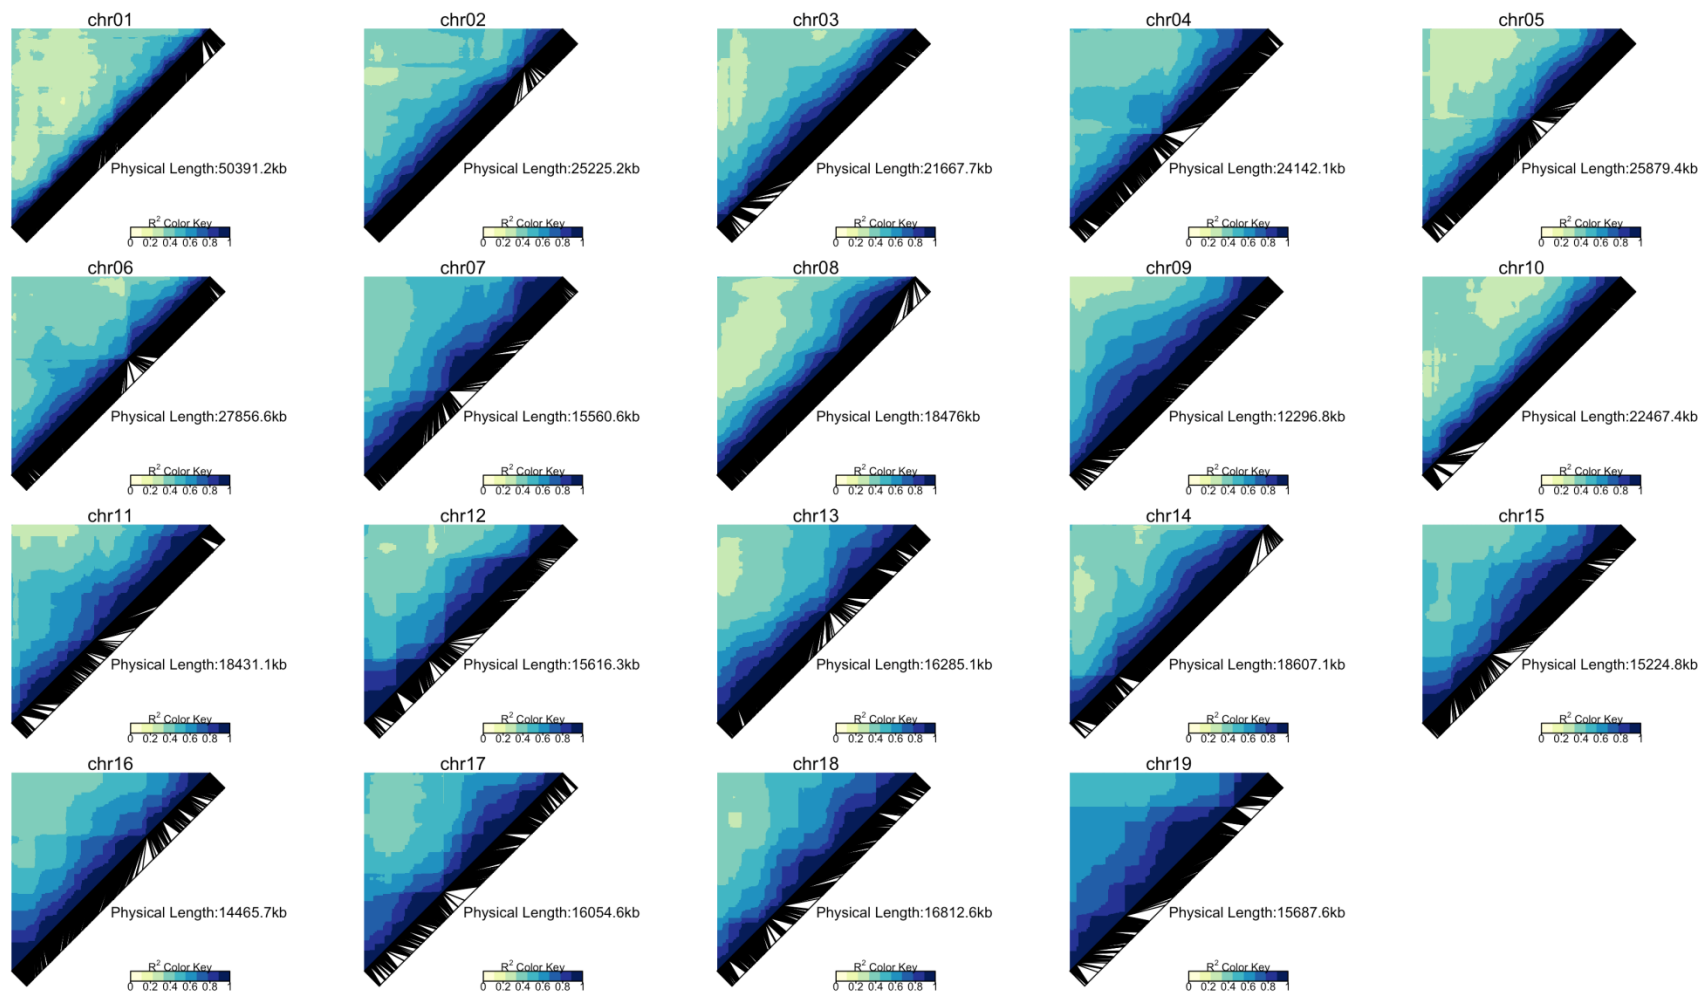 chr01
chr02
chr03
chr04
chr05
Physical Length:50391.2kb
Physical Length:25225.2kb
Physical Length:21667.7kb
Physical Length:24142.1kb
Physical Length:25879.4kb
R² Color Key
R² Color Key
R² Color Key
R² Color Key
R² Color Key
0 0.2 0.4 0.6 0.8 1
0 0.2 0.4 0.6 0.8 1
0 0.2 0.4 0.6 0.8 1
0 0.2 0.4 0.6 0.8 1
0 0.2 0.4 0.6 0.8 1
chr06
chr07
chr08
chr09
chr10
Physical Length:27856.6kb
Physical Length:15560.6kb
Physical Length:18476kb
Physical Length:12296.8kb
Physical Length:22467.4kb
R² Color Key
R² Color Key
R² Color Key
R² Color Key
R² Color Key
0 0.2 0.4 0.6 0.8 1
0 0.2 0.4 0.6 0.8 1
0 0.2 0.4 0.6 0.8 1
0 0.2 0.4 0.6 0.8 1
0 0.2 0.4 0.6 0.8 1
chr11
chr12
chr13
chr14
chr15
Physical Length:18431.1kb
Physical Length:15616.3kb
Physical Length:16285.1kb
Physical Length:18607.1kb
Physical Length:15224.8kb
R² Color Key
R² Color Key
R² Color Key
R² Color Key
R² Color Key
0 0.2 0.4 0.6 0.8 1
0 0.2 0.4 0.6 0.8 1
0 0.2 0.4 0.6 0.8 1
0 0.2 0.4 0.6 0.8 1
0 0.2 0.4 0.6 0.8 1
chr16
chr17
chr18
chr19
Physical Length:14465.7kb
Physical Length:16054.6kb
Physical Length:16812.6kb
Physical Length:15687.6kb
R² Color Key
R² Color Key
R² Color Key
R² Color Key
0 0.2 0.4 0.6 0.8 1
0 0.2 0.4 0.6 0.8 1
0 0.2 0.4 0.6 0.8 1
0 0.2 0.4 0.6 0.8 1